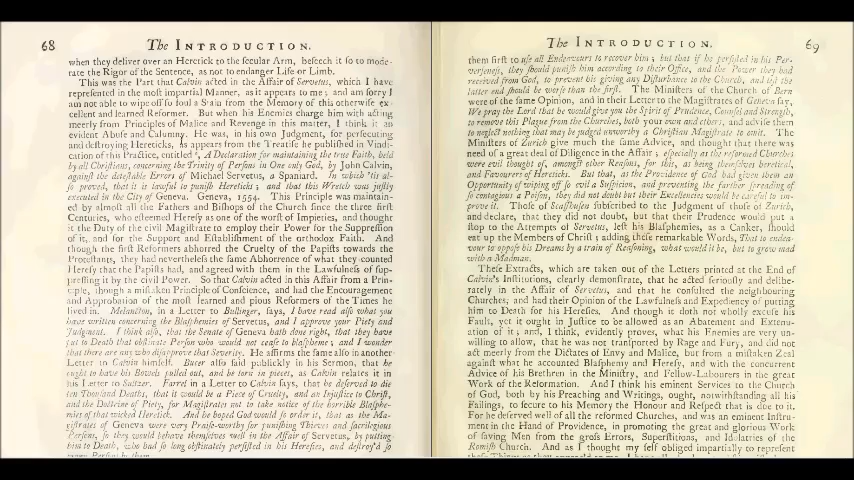 68
The INTRODUCTION.
when they deliver over an Heretick to the secular Arm, beseech it so to mode-
rate the Rigor of the Sentence, as not to endanger Life or Limb.
This was the Part that Calvin acted in the Affair of Servetus, which I have
represented in the most impartial Manner, as it appears to me; and am sorry I
am not able to wipe off so foul a Stain from the Memory of this otherwise ex-
cellent and learned Reformer. But when his Enemies charge him with acting
meerly from Principles of Malice and Revenge in this matter, I think it an
evident Abuse and Calumny. He was, in his own Judgment, for persecuting
and destroying Hereticks, as appears from the Treatise he published in Vindi-
cation of the Practice, entitled, A Declaration for maintaining the true Faith, held
by all Christians, concerning the Trinity of Persons in One only God, by John Calvin,
against the detestable Errors of Michael Servetus, a Spaniard. In which 'tis al-
so proved, that it is lawful to punish Hereticks; and that this Wretch was justly
executed in the City of Geneva. Geneva, 1554. This Principle was maintain-
ed by almost all the Fathers and Bishops of the Church since the three first
Centuries, who esteemed Heresy as one of the worst of Impieties, and thought
it the Duty of the civil Magistrate to employ their Power for the Suppression
of it, and for the Support and Establishment of the orthodox Faith. And
though the first Reformers abhorred the Cruelty of the Papists towards the
Protestants, they had nevertheless the same Abhorrence of what they counted
Heresy that the Papists had, and agreed with them in the Lawfulness of sup-
pressing it by the civil Power. So that Calvin acted in this Affair from a Prin-
ciple, though a mistaken Principle of Conscience, and had the Encouragement
and Approbation of the most learned and pious Reformers of the Times he
lived in. Melancton, in a Letter to Bullinger, says, I have read also what you
have written concerning the Blasphemies of Servetus, and I approve your Piety and
Judgment. I think also, that the Senate of Geneva hath done right, that they have
put to Death that obstinate Person who would not cease to blaspheme; and I wonder
that there are any who disapprove that Severity. He affirms the same also in another
Letter to Calvin himself. Bucer also said publickly in his Sermon, that he
ought to have his Bowels pulled out, and be torn in pieces, as Calvin relates it in
his Letter to Sultzer. Farrel in a Letter to Calvin says, that he deserved to die
ten Thousand Deaths, that it would be a Piece of Cruelty, and an Injustice to Christ,
and the Doctrine of Piety, for Magistrates not to take notice of the horrible Blasphe-
mies of that wicked Heretick. And he hoped God would so order it, that as the Ma-
gistrates of Geneva were very Praise-worthy for punishing Thieves and sacrilegious
Persons, so they would behave themselves well in the Affair of Servetus, by putting
him to Death, who had so long obstinately persisted in his Heresies, and destroy'd so
many Persons by them.
The INTRODUCTION.
69
them first to use all Endeavours to recover him; but that if he persisted in his Per-
verseness, they should punish him according to their Office, and the Power they had
received from God, to prevent his giving any Disturbance to the Church, and lest the
latter end should be worse than the first. The Ministers of the Church of Bern
were of the same Opinion, and in their Letter to the Magistrates of Geneva say,
We pray the Lord that he would give you the Spirit of Prudence, Counsel and Strength,
to remove this Plague from the Churches, both your own and others, and advise them
to neglect nothing that may be judged unworthy a Christian Magistrate to omit. The
Ministers of Zurich give much the same Advice, and thought that there was
need of a great deal of Diligence in the Affair; especially as the reformed Churches
were evil thought of, amongst other Reasons, for this, as being themselves heretical,
and Favourers of Hereticks. But that, as the Providence of God had given them an
Opportunity of wiping off so evil a Suspicion, and preventing the farther spreading of
so contagious a Poison, they did not doubt but their Excellencies would be careful to im-
prove it. Those of Scaffhusen subscribed to the Judgment of those of Zurich,
and declare, that they did not doubt, but that their Prudence would put a
stop to the Attempts of Servetus, lest his Blasphemies, as a Canker, should
eat up the Members of Christ; adding these remarkable Words, That to endea-
vour to oppose his Dreams by a train of Reasoning, what would it be, but to grow mad
with a Madman.
These Extracts, which are taken out of the Letters printed at the End of
Calvin's Institutions, clearly demonstrate, that he acted seriously and delibe-
rately in the Affair of Servetus, and that he consulted the neighbouring
Churches, and had their Opinion of the Lawfulness and Expediency of putting
him to Death for his Heresies. And though it doth not wholly excuse his
Fault, yet it ought in Justice to be allowed as an Abatement and Extenu-
ation of it; and, I think, evidently proves, what his Enemies are very un-
willing to allow, that he was not transported by Rage and Fury, and did not
act meerly from the Dictates of Envy and Malice, but from a mistaken Zeal
against what he accounted Blasphemy and Heresy, and with the concurrent
Advice of his Brethren in the Ministry, and Fellow-Labourers in the great
Work of the Reformation. And I think his eminent Services to the Church
of God, both by his Preaching and Writings, ought, notwithstanding all his
Failings, to secure to his Memory the Honour and Respect that is due to it.
For he deserved well of all the reformed Churches, and was an eminent Instru-
ment in the Hand of Providence, in promoting the great and glorious Work
of saving Men from the gross Errors, Superstitions, and Idolatries of the
Romish Church. And as I thought my self obliged impartially to represent